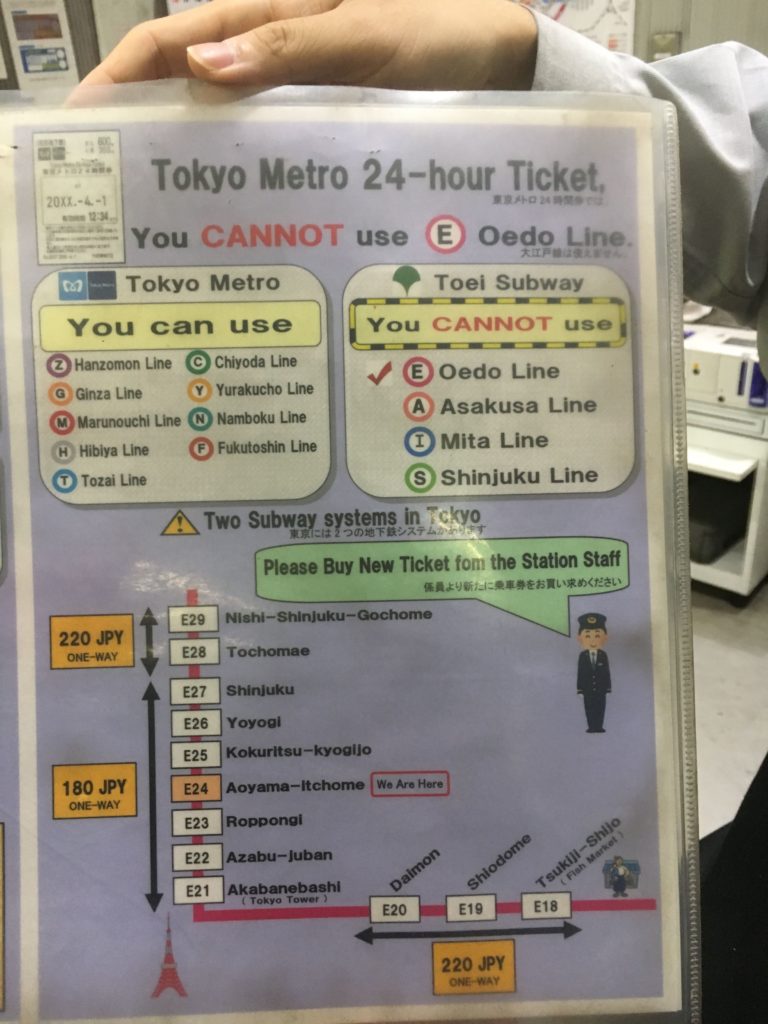 Tokyo Metro 24-hour Ticket,
東京メトロ24時間券では
20XX.-4.-1
12:34
You CANNOT use E Oedo Line.
大江戸線は使えません。
Tokyo Metro
You can use
Z Hanzomon Line
C Chiyoda Line
G Ginza Line
Y Yurakucho Line
M Marunouchi Line
N Namboku Line
H Hibiya Line
F Fukutoshin Line
T Tozai Line
Toei Subway
You CANNOT use
E Oedo Line
A Asakusa Line
I Mita Line
S Shinjuku Line
Two Subway systems in Tokyo
東京には2つの地下鉄システムがあります
Please Buy New Ticket fom the Station Staff
係員より新たに乗車券をお買い求めください
220 JPY
ONE-WAY
E29 Nishi-Shinjuku-Gochome
E28 Tochomae
180 JPY
ONE-WAY
E27 Shinjuku
E26 Yoyogi
E25 Kokuritsu-kyogijo
E24 Aoyama-itchome We Are Here
E23 Roppongi
E22 Azabu-juban
E21 Akabanebashi
( Tokyo Tower )
Daimon
Shiodome
Tsukiji-Shijo
( Fish Market )
E20 E19 E18
220 JPY
ONE-WAY